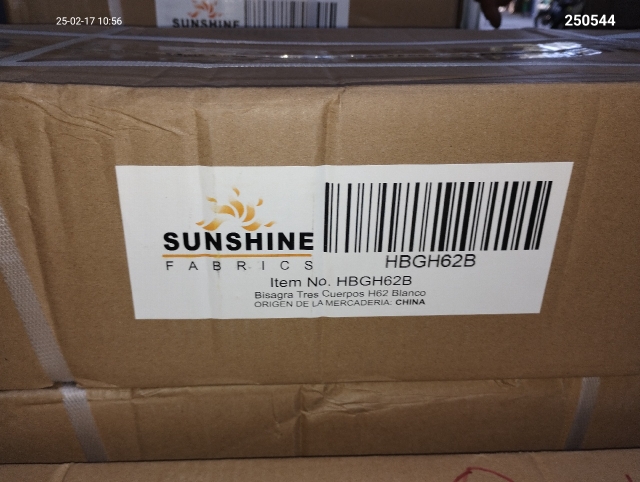 25-02-17 10:56
250544
SUNSHINE
SUNSHINE
FABRICS
HBGH62B
Item No. HBGH62B
Bisagra Tres Cuerpos H62 Blanco
ORIGEN DE LA MERCADERIA: CHINA